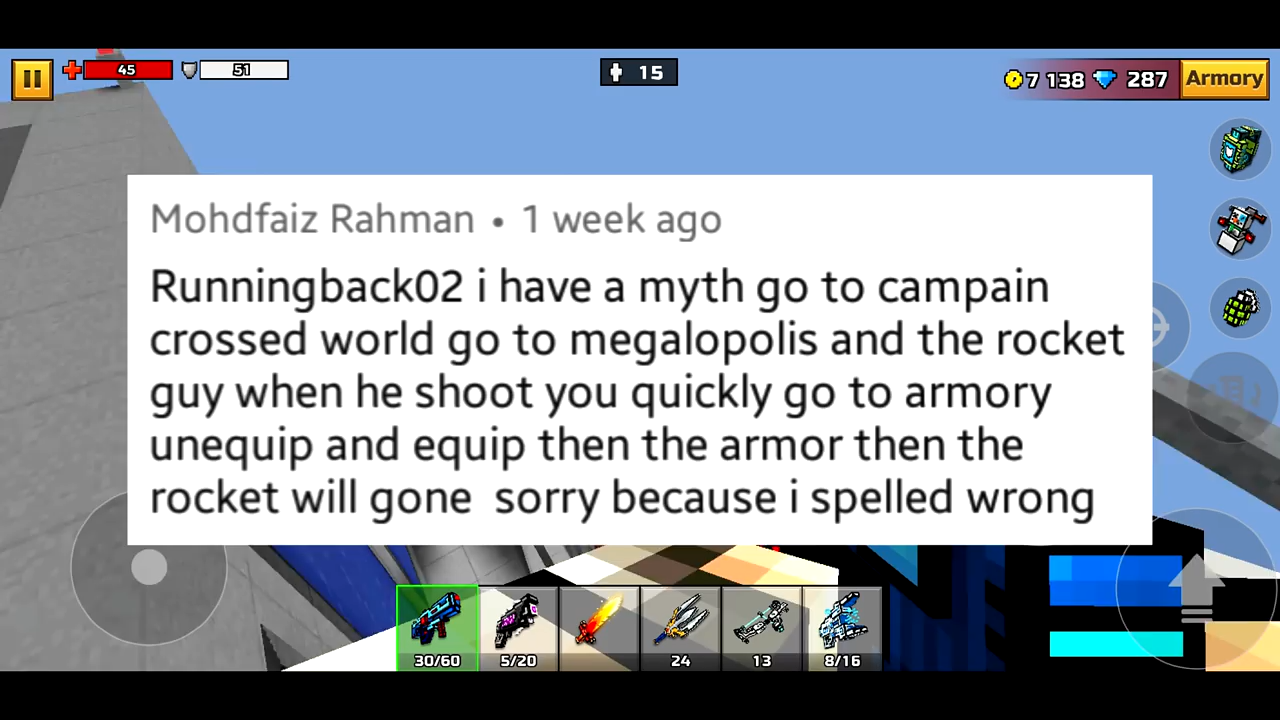 45
51
15
7 138
287
Armory
Mohdfaiz Rahman • 1 week ago
Runningback02 i have a myth go to campain
crossed world go to megalopolis and the rocket
guy when he shoot you quickly go to armory
unequip and equip then the armor then the
rocket will gone  sorry because i spelled wrong
30/60
5/20
24
13
8/16